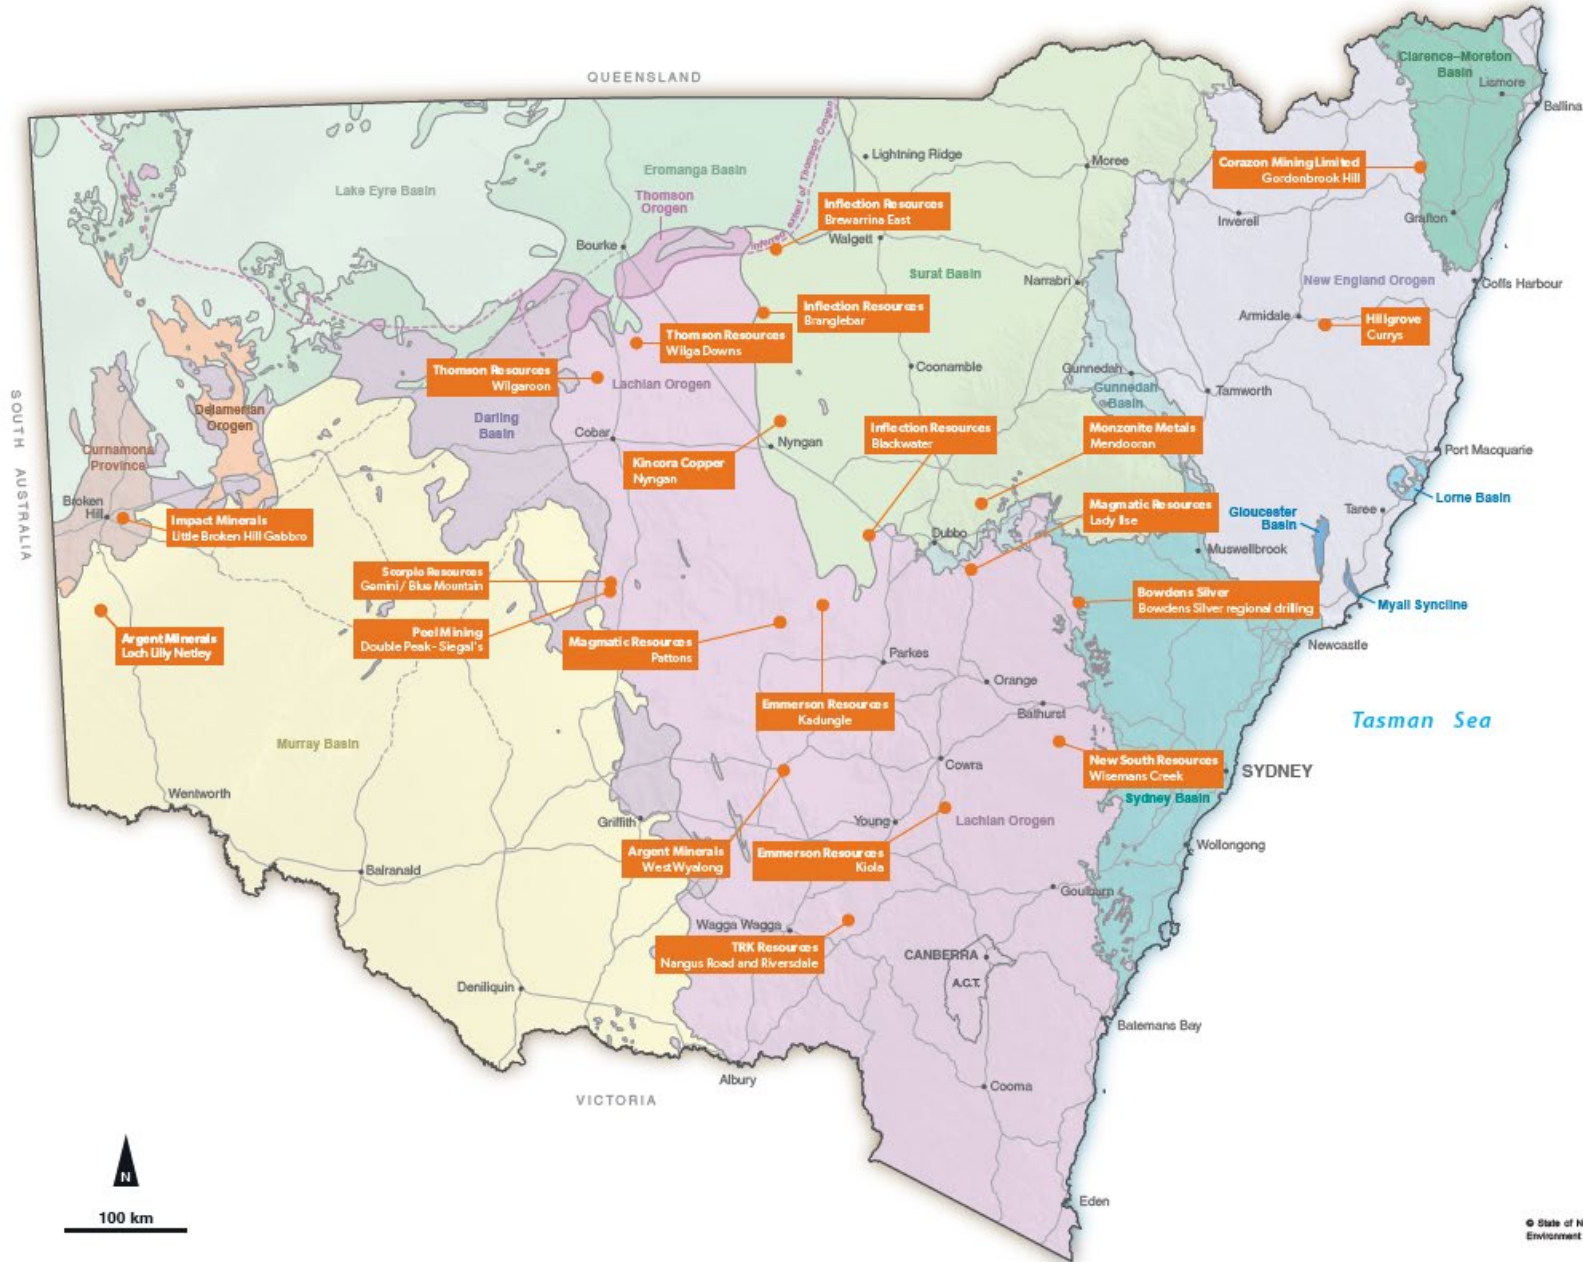 QUEENSLAND
Clarence–Moreton
Basin
Lismore
Ballina
Lightning Ridge
Moree
Corazon Mining Limited
Gordonbrook Hill
Eromanga Basin
Lake Eyre Basin
Thomson
Orogen
Inferred extent of Thomson Orogen
Inflection Resources
Brewarrina East
Inverell
Grafton
Bourke
Walgett
Surat Basin
Narrabri
New England Orogen
Coffs Harbour
Inflection Resources
Branglebar
Armidale
Hillgrove
Currys
Thomson Resources
Wilga Downs
Thomson Resources
Wilgaroon
Lachlan Orogen
Coonamble
Gunnedah
Gunnedah
Basin
Tamworth
SOUTH AUSTRALIA
Delamerian
Orogen
Darling
Basin
Curnamona
Province
Cobar
Nyngan
Inflection Resources
Blackwater
Monzonite Metals
Mendooran
Port Macquarie
Kincora Copper
Nyngan
Broken
Hill
Impact Minerals
Little Broken Hill Gabbro
Magmatic Resources
Lady Ilse
Lorne Basin
Gloucester
Basin
Taree
Dubbo
Muswellbrook
Scorpio Resources
Gemini / Blue Mountain
Bowdens Silver
Bowdens Silver regional drilling
Myall Syncline
Argent Minerals
Loch Lilly Netley
Peel Mining
Double Peak - Siegal's
Magmatic Resources
Pattons
Newcastle
Parkes
Orange
Emmerson Resources
Kadungle
Bathurst
Tasman Sea
Murray Basin
New South Resources
Wisemans Creek
Cowra
SYDNEY
Sydney Basin
Wentworth
Griffith
Young
Lachlan Orogen
Argent Minerals
West Wyalong
Emmerson Resources
Kiola
Wollongong
Balranald
Goulburn
Wagga Wagga
TRK Resources
Nangus Road and Riversdale
CANBERRA
A.C.T.
Deniliquin
Batemans Bay
Albury
Cooma
VICTORIA
N
100 km
Eden
© State of N
Environment